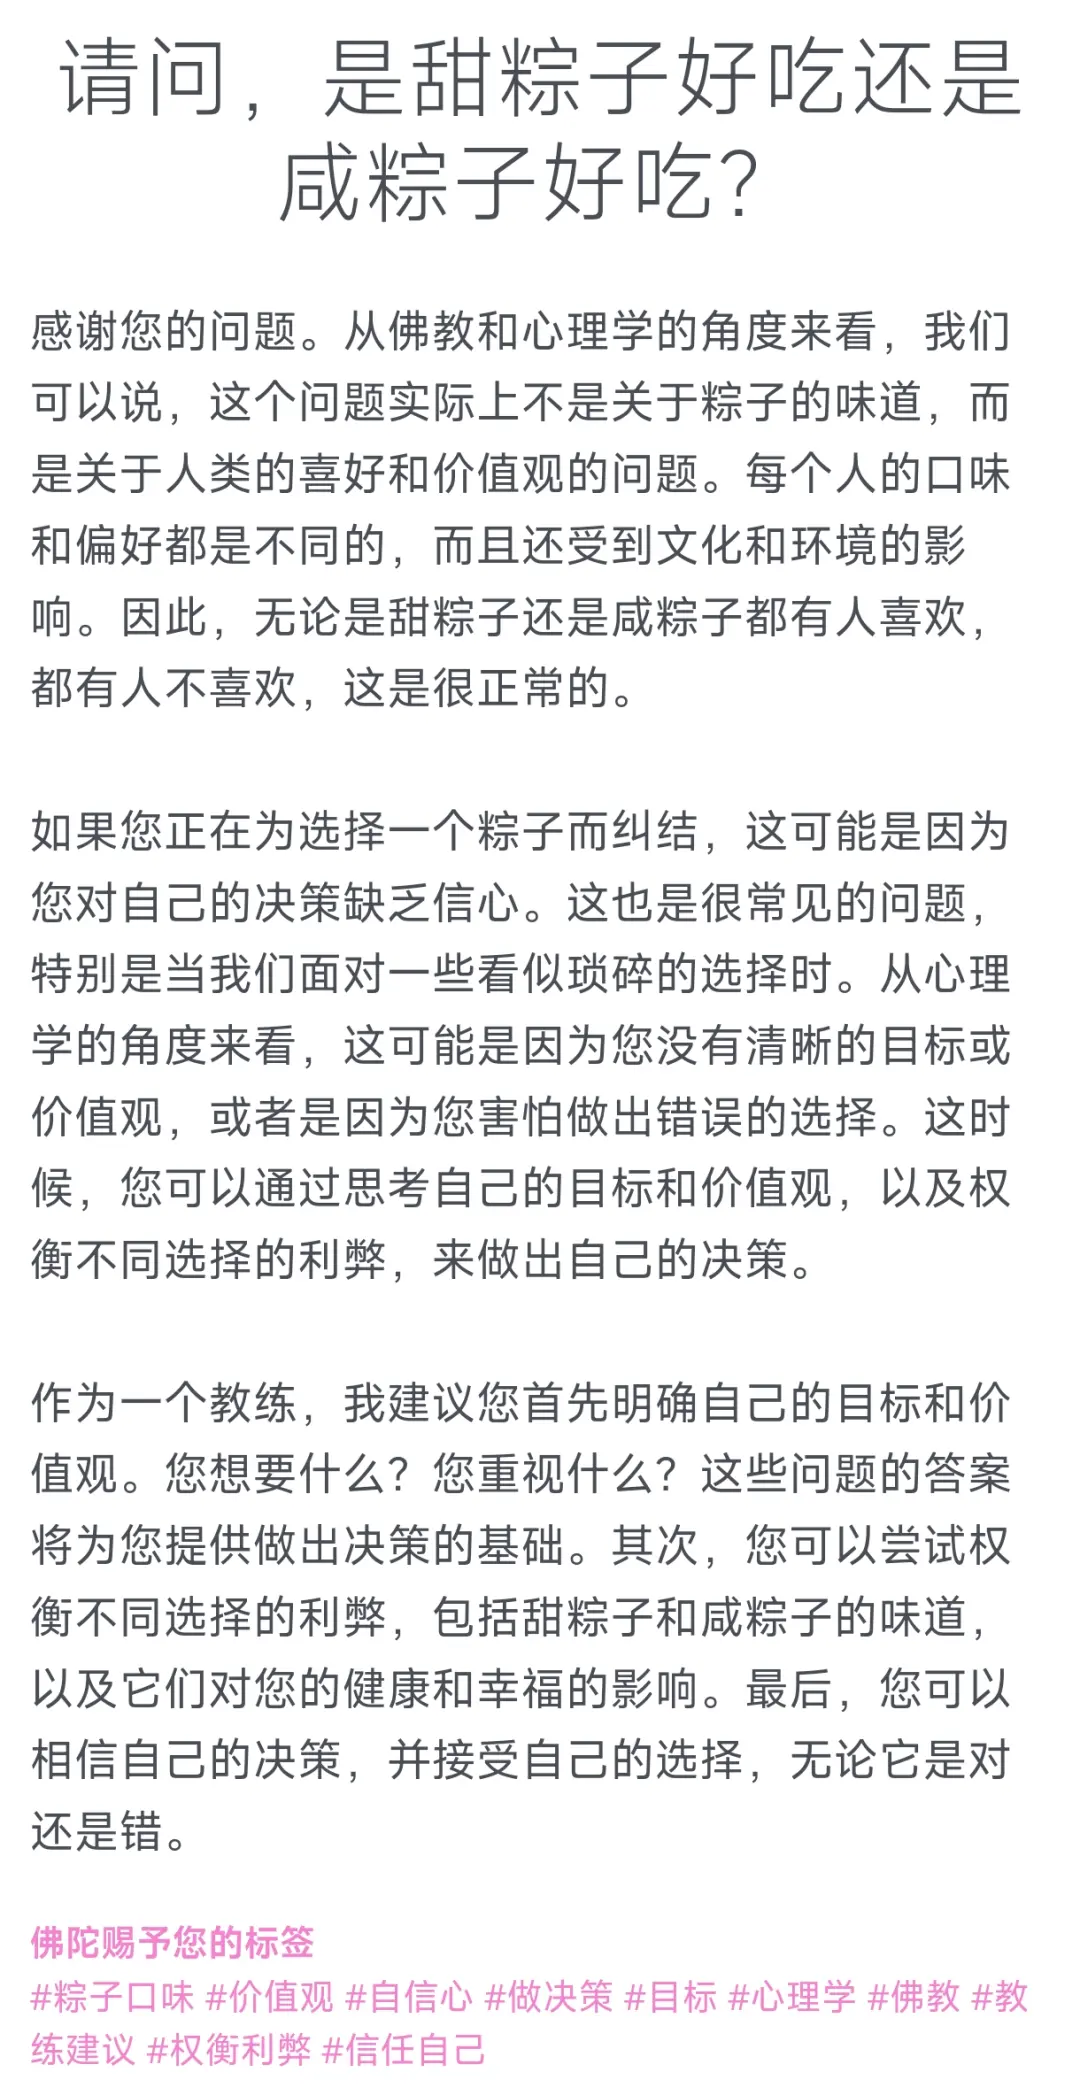 请问，是甜粽子好吃还是
咸粽子好吃？
感谢您的问题。从佛教和心理学的角度来看，我们
可以说，这个问题实际上不是关于粽子的味道，而
是关于人类的喜好和价值观的问题。每个人的口味
和偏好都是不同的，而且还受到文化和环境的影
响。因此，无论是甜粽子还是咸粽子都有人喜欢，
都有人不喜欢，这是很正常的。
如果您正在为选择一个粽子而纠结，这可能是因为
您对自己的决策缺乏信心。这也是很常见的问题，
特别是当我们面对一些看似琐碎的选择时。从心理
学的角度来看，这可能是因为您没有清晰的目标或
价值观，或者是因为您害怕做出错误的选择。这时
候，您可以通过思考自己的目标和价值观，以及权
衡不同选择的利弊，来做出自己的决策。
作为一个教练，我建议您首先明确自己的目标和价
值观。您想要什么？您重视什么？这些问题的答案
将为您提供做出决策的基础。其次，您可以尝试权
衡不同选择的利弊，包括甜粽子和咸粽子的味道，
以及它们对您的健康和幸福的影响。最后，您可以
相信自己的决策，并接受自己的选择，无论它是对
还是错。
佛陀赐予您的标签
#粽子口味 #价值观 #自信心 #做决策 #目标 #心理学 #佛教 #教
练建议 #权衡利弊 #信任自己